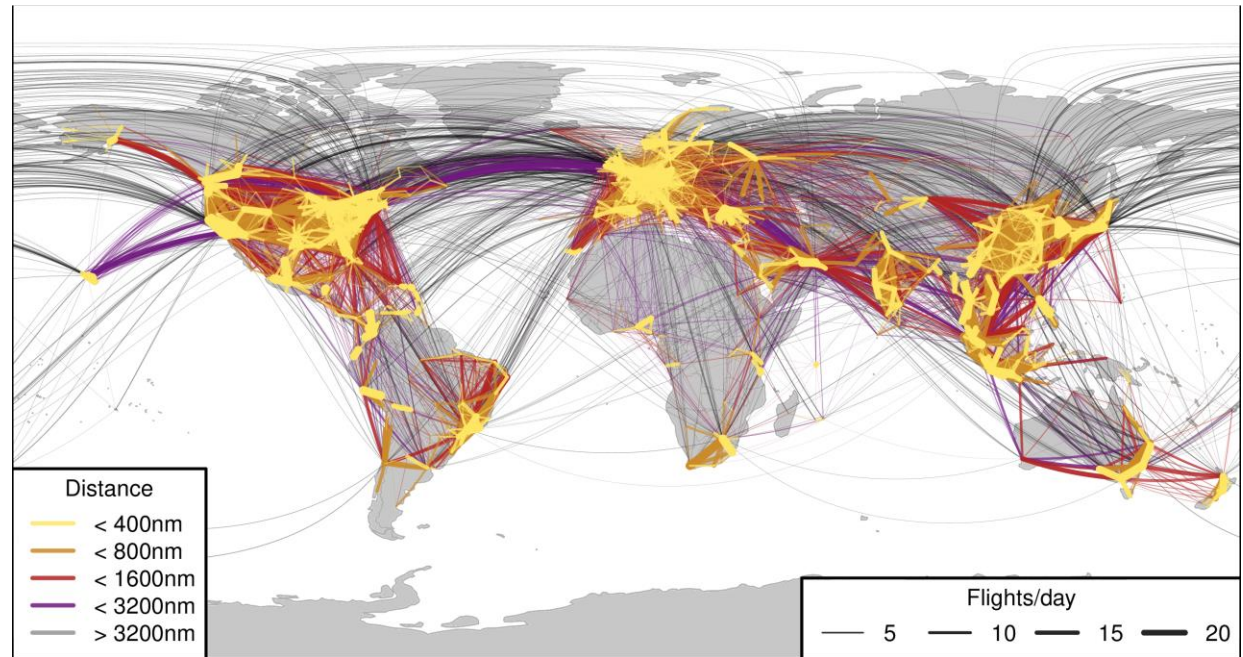 Distance
< 400nm
< 800nm
< 1600nm
< 3200nm
> 3200nm
Flights/day
5 10 15 20